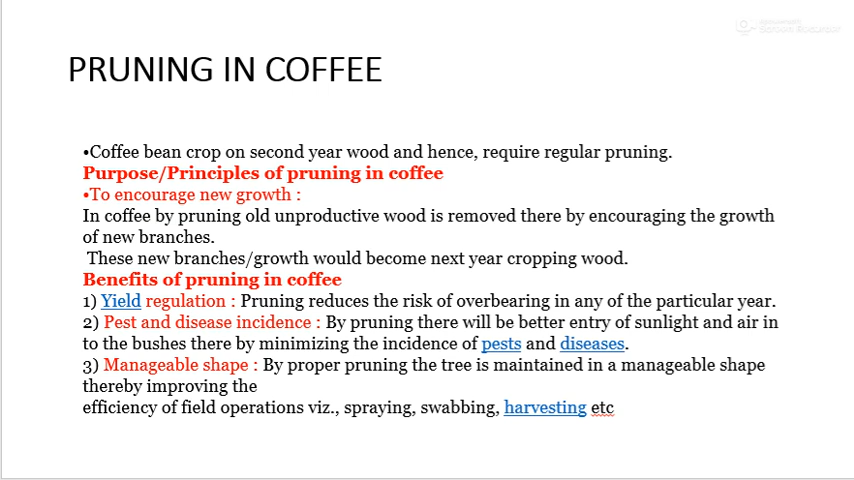 PRUNING IN COFFEE
•Coffee bean crop on second year wood and hence, require regular pruning.
Purpose/Principles of pruning in coffee
•To encourage new growth :
In coffee by pruning old unproductive wood is removed there by encouraging the growth
of new branches.
These new branches/growth would become next year cropping wood.
Benefits of pruning in coffee
1) Yield regulation : Pruning reduces the risk of overbearing in any of the particular year.
2) Pest and disease incidence : By pruning there will be better entry of sunlight and air in
to the bushes there by minimizing the incidence of pests and diseases.
3) Manageable shape : By proper pruning the tree is maintained in a manageable shape
thereby improving the
efficiency of field operations viz., spraying, swabbing, harvesting etc